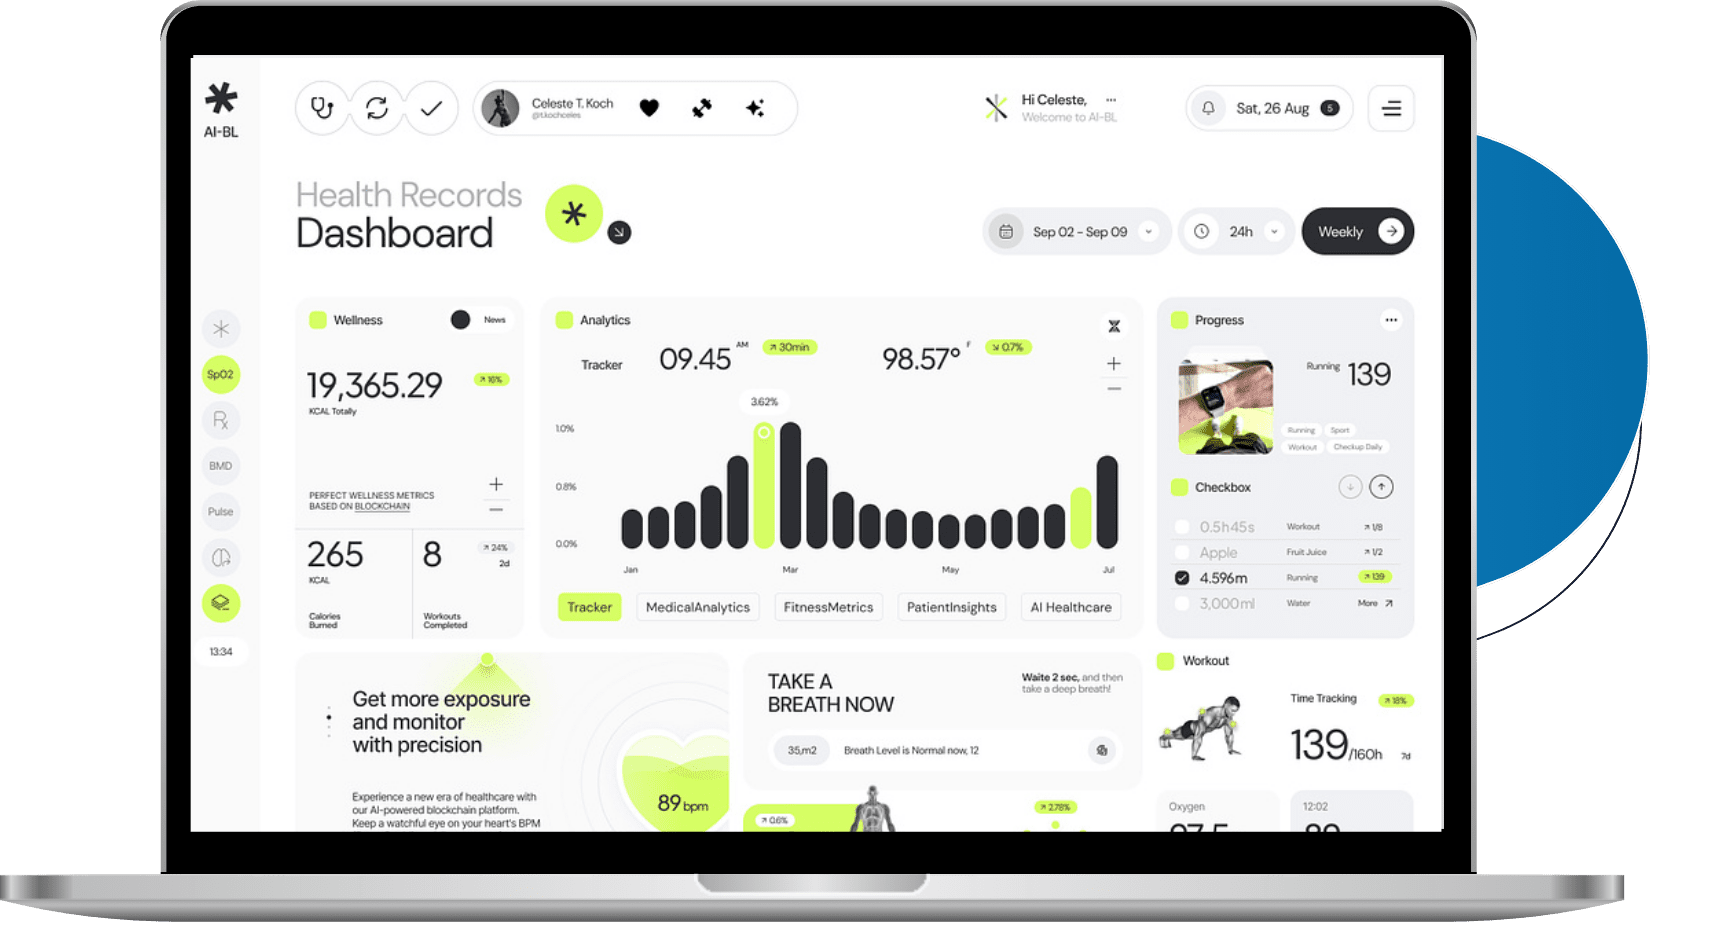 AI-BL
Celeste T. Koch
@t.kochceles
Hi Celeste,
Welcome to AI-BL
Sat, 26 Aug
5
Health Records
Dashboard
Sep 02 - Sep 09
24h
Weekly
SpO2
Rx
BMD
Pulse
13:34
Wellness
News
19,365.29
16%
KCAL Totally
PERFECT WELLNESS METRICS
BASED ON BLOCKCHAIN
265
KCAL
Calories
Burned
8
24%
2d
Workouts
Completed
Analytics
Tracker
09.45 AM
30min
98.57° F
0.7%
3.62%
1.0%
0.8%
0.0%
Jan
Mar
May
Jul
Tracker
MedicalAnalytics
FitnessMetrics
PatientInsights
AI Healthcare
Progress
Running 139
Running
Sport
Workout
Checkup Daily
Checkbox
0.5h45s Workout 1/8
Apple Fruit Juice 1/2
4.596m Running 139
3,000ml Water More
Get more exposure
and monitor
with precision
Experience a new era of healthcare with
our AI-powered blockchain platform.
Keep a watchful eye on your heart's BPM
89 bpm
TAKE A
BREATH NOW
Waite 2 sec, and then
take a deep breath!
35,m2
Breath Level is Normal now, 12
0.6%
2.78%
Workout
Time Tracking
18%
139/160h
7d
Oxygen
12:02